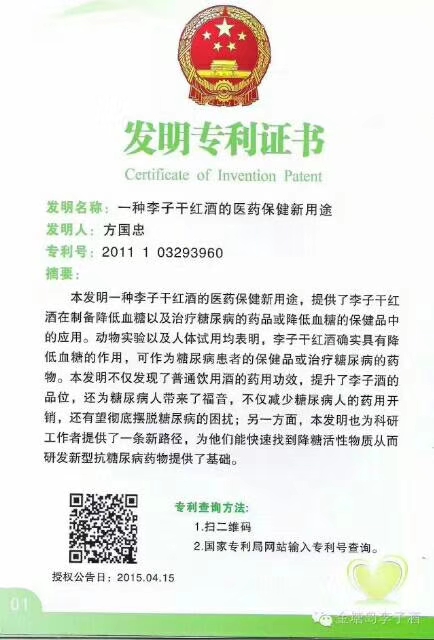 发明专利证书
Certificate of Invention Patent
发明名称：一种李子干红酒的医药保健新用途
发明人：方国忠
专利号：2011 1 03293960
摘要：
本发明一种李子干红酒的医药保健新用途，提供了李子干红
酒在制备降低血糖以及治疗糖尿病的药品或降低血糖的保健品中
的应用。动物实验以及人体试用均表明，李子干红酒确实具有降
低血糖的作用，可作为糖尿病患者的保健品或治疗糖尿病的药
物。本发明不仅发现了普通饮用酒的药用功效，提升了李子酒的
品位，还为糖尿病人带来了福音，不仅减少糖尿病人的药用开
销，还有望彻底摆脱糖尿病的困扰；另一方面，本发明也为科研
工作者提供了一条新路径，为他们能快速找到降糖活性物质从而
研发新型抗糖尿病药物提供了基础。
专利查询方法：
1.扫二维码
2.国家专利局网站输入专利号查询。
授权公告日：2015.04.15
01
金塘岛李子酒